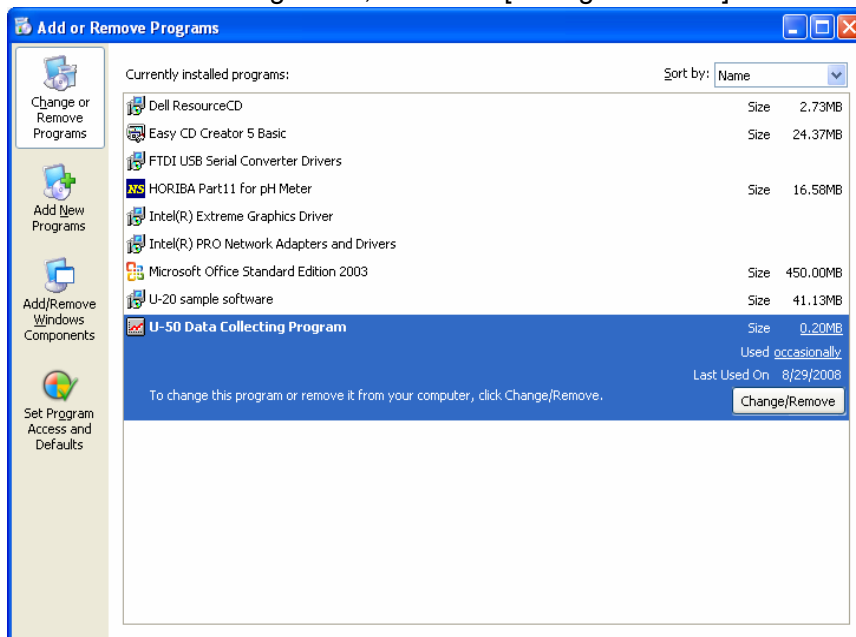 Add or Remove Programs
Currently installed programs:
Sort by: Name
Change or
Remove
Programs
Add New
Programs
Add/Remove
Windows
Components
Set Program
Access and
Defaults
Dell ResourceCD Size 2.73MB
Easy CD Creator 5 Basic Size 24.37MB
FTDI USB Serial Converter Drivers
NS HORIBA Part11 for pH Meter Size 16.58MB
Intel(R) Extreme Graphics Driver
Intel(R) PRO Network Adapters and Drivers
Microsoft Office Standard Edition 2003 Size 450.00MB
U-20 sample software Size 41.13MB
U-50 Data Collecting Program Size 0.20MB
Used occasionally
Last Used On 8/29/2008
To change this program or remove it from your computer, click Change/Remove.
Change/Remove